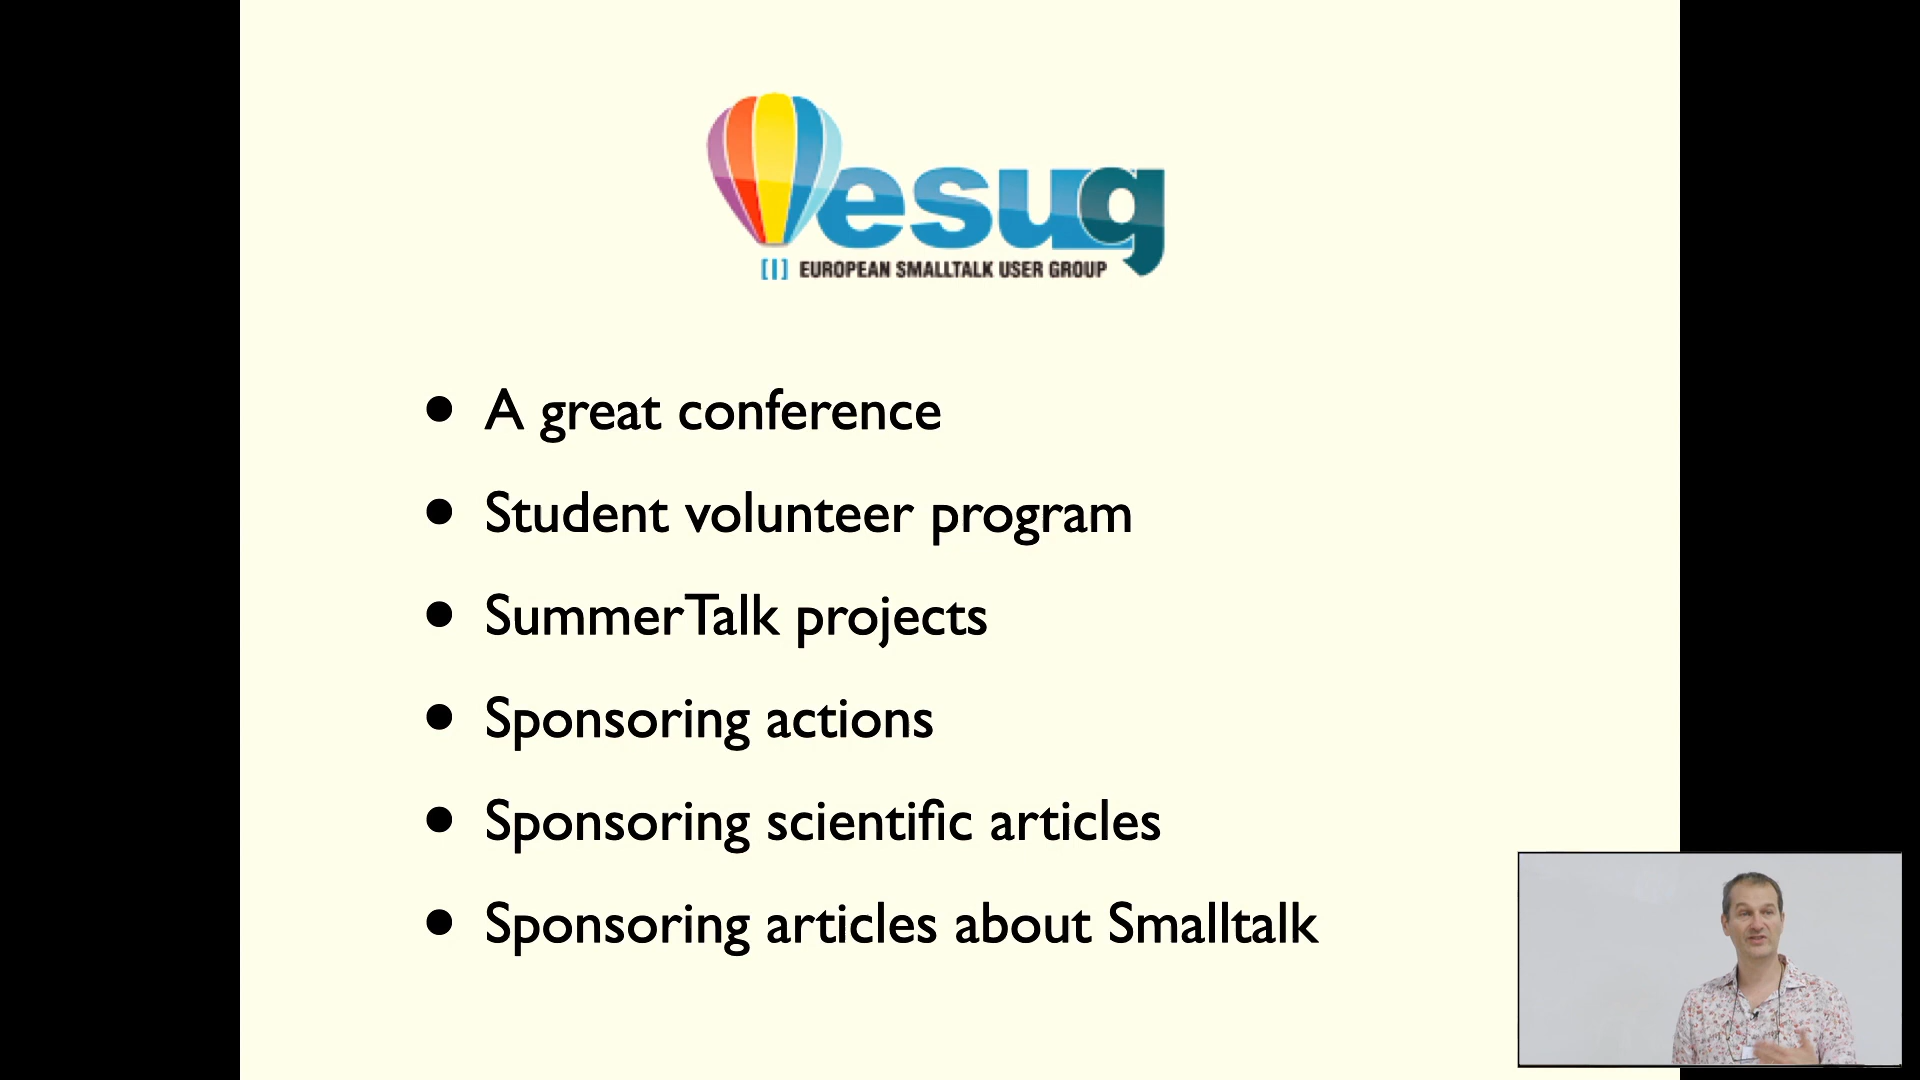 esug
[|] EUROPEAN SMALLTALK USER GROUP
• A great conference
• Student volunteer program
• SummerTalk projects
• Sponsoring actions
• Sponsoring scientific articles
• Sponsoring articles about Smalltalk